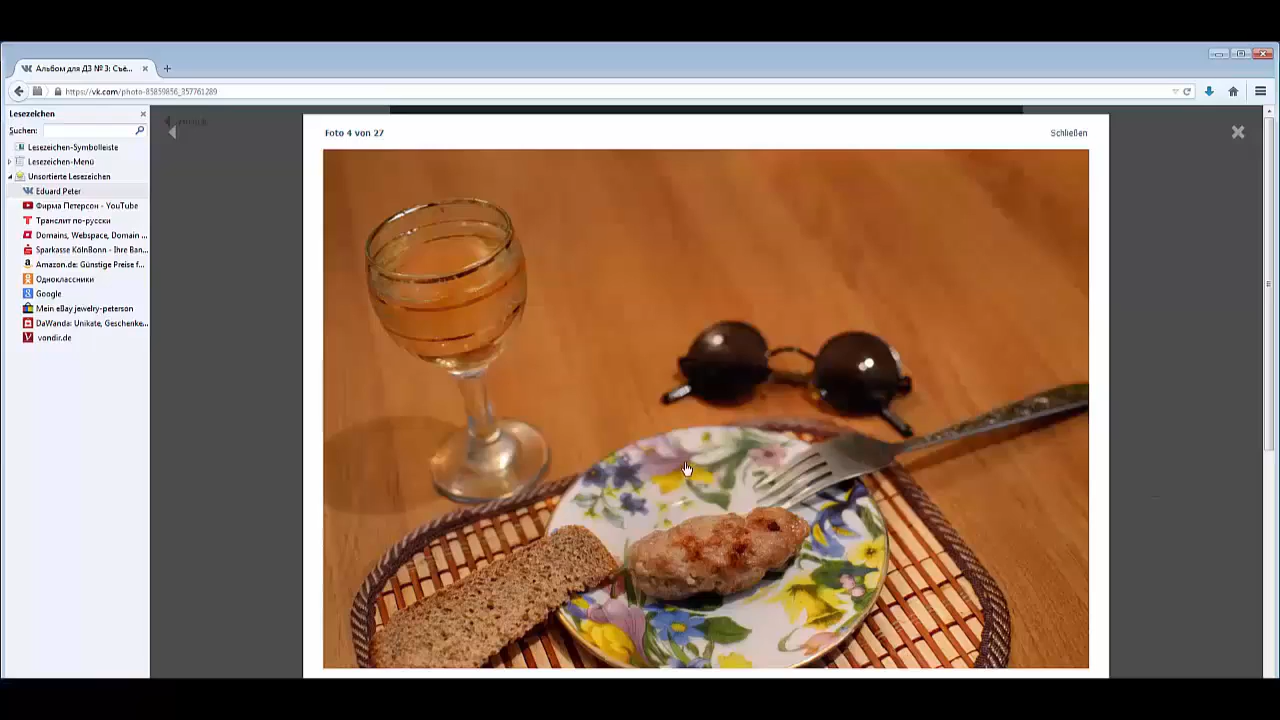 Альбом для ДЗ № 3: Съё...
https://vk.com/photo-85859856_357761289
Lesezeichen
Suchen:
Lesezeichen-Symbolleiste
Lesezeichen-Menü
Unsortierte Lesezeichen
Eduard Peter
Фирма Петерсон - YouTube
Транслит по-русски
Domains, Webspace, Domain ...
Sparkasse KölnBonn - Ihre Ban...
Amazon.de: Günstige Preise f...
Одноклассники
Google
Mein eBay jewelry-peterson
DaWanda: Unikate, Geschenke...
vondir.de
Foto 4 von 27
Schließen